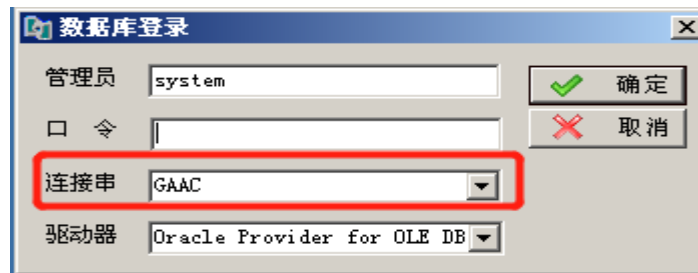 数据库登录
管理员 system 确定
口 令 取消
连接串 GAAC
驱动器 Oracle Provider for OLE DB